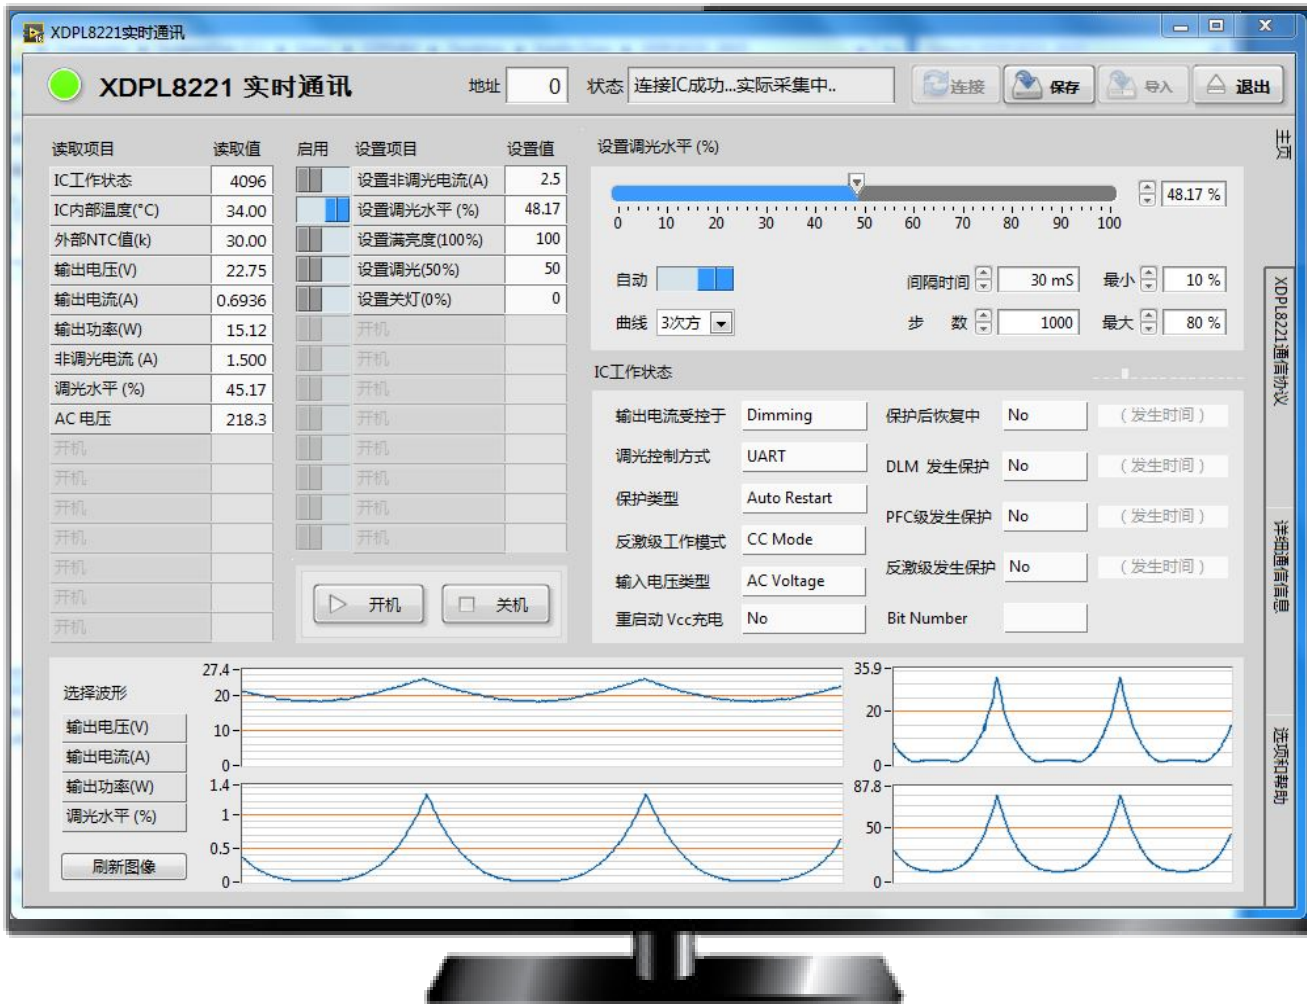 XDPL8221实时通讯
XDPL8221 实时通讯 地址 0 状态 连接IC成功...实际采集中.. 连接 保存 导入 退出
读取项目 读取值 启用 设置项目 设置值
IC工作状态 4096 设置非调光电流(A) 2.5
IC内部温度(°C) 34.00 设置调光水平 (%) 48.17
外部NTC值(k) 30.00 设置满亮度(100%) 100
输出电压(V) 22.75 设置调光(50%) 50
输出电流(A) 0.6936 设置关灯(0%) 0
输出功率(W) 15.12 开机
非调光电流 (A) 1.500 开机
调光水平 (%) 45.17 开机
AC 电压 218.3 开机
开机 开机
开机 开机
开机 开机
开机 开机
开机
开机
开机
开机 关机
设置调光水平 (%)
48.17 %
0 10 20 30 40 50 60 70 80 90 100
自动 间隔时间 30 mS 最小 10 %
曲线 3次方 步 数 1000 最大 80 %
IC工作状态
输出电流受控于 Dimming 保护后恢复中 No (发生时间)
调光控制方式 UART DLM 发生保护 No (发生时间)
保护类型 Auto Restart PFC级发生保护 No (发生时间)
反激级工作模式 CC Mode 反激级发生保护 No (发生时间)
输入电压类型 AC Voltage
重启动 Vcc充电 No Bit Number
选择波形
输出电压(V)
输出电流(A)
输出功率(W)
调光水平 (%)
刷新图像
27.4
20
10
0
1.4
1
0.5
0
35.9
20
0
87.8
50
0
主页
XDPL8221通信协议
详细通信信息
选项和帮助